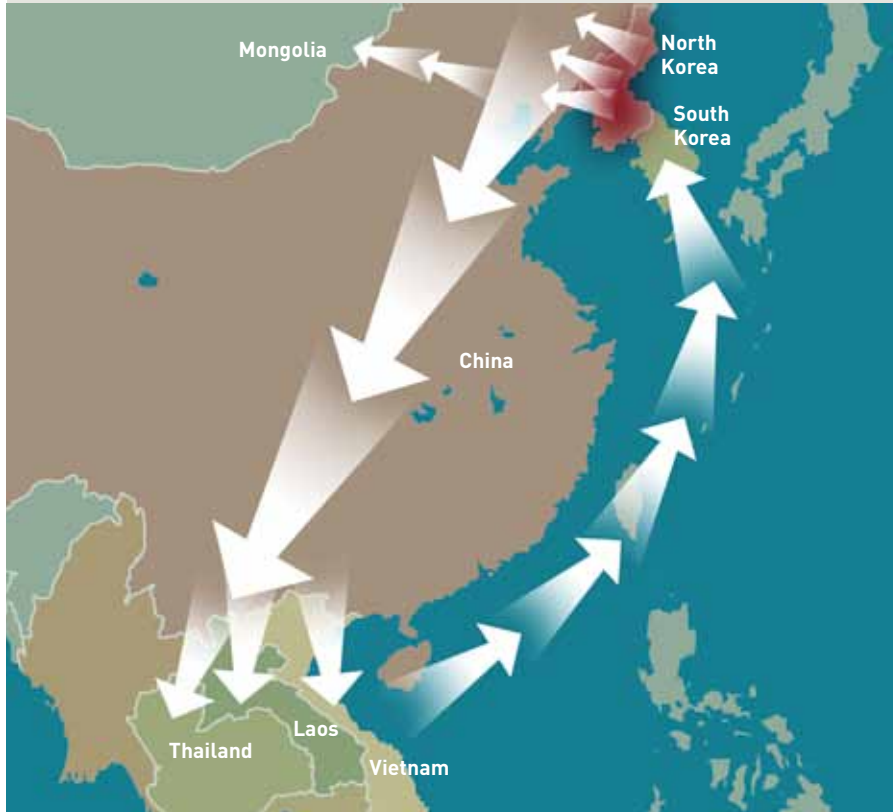 Mongolia
North
Korea
South
Korea
China
Laos
Thailand
Vietnam